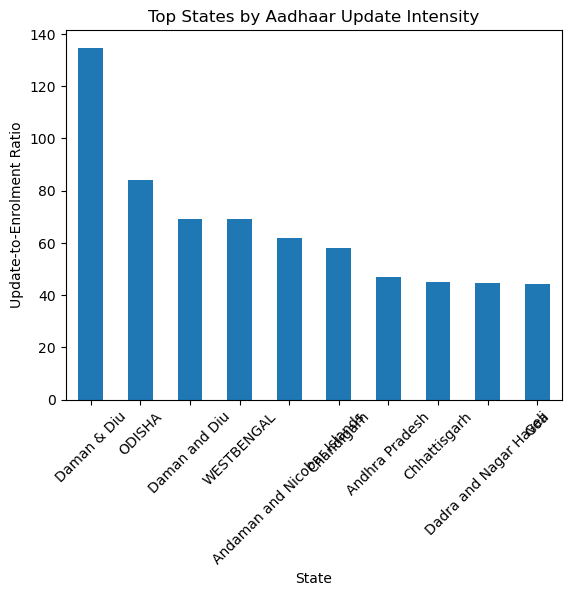 Top States by Aadhaar Update Intensity
Update-to-Enrolment Ratio
140
120
100
80
60
40
20
0
Daman & Diu
ODISHA
Daman and Diu
WESTBENGAL
Andaman and Nicobar Islands
Chandigarh
Andhra Pradesh
Chhattisgarh
Dadra and Nagar Haveli
Goa
State